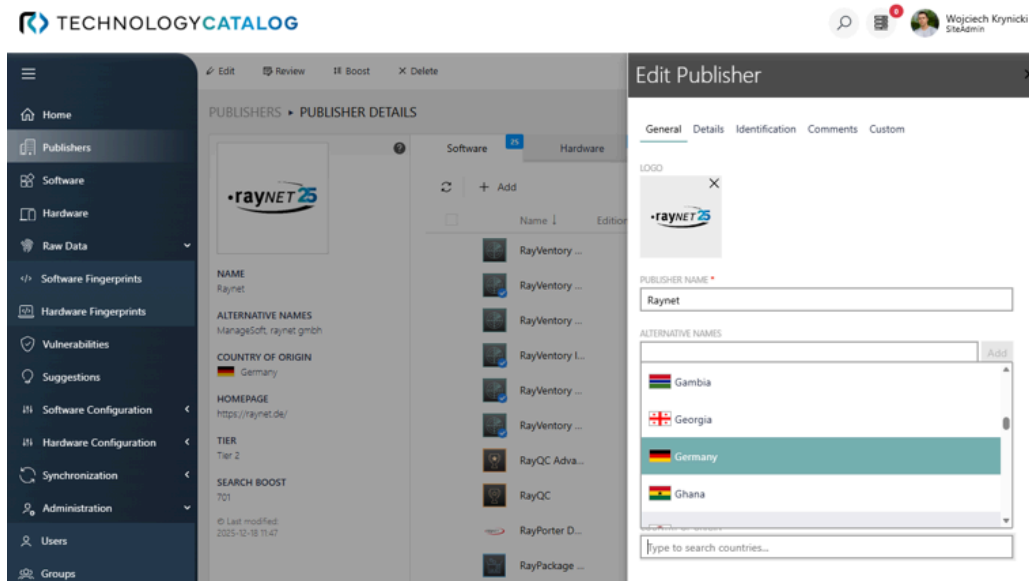 TECHNOLOGYCATALOG
0
Wojciech Krynicki
SiteAdmin
Home
Publishers
Software
Hardware
Raw Data
Software Fingerprints
Hardware Fingerprints
Vulnerabilities
Suggestions
Software Configuration
Hardware Configuration
Synchronization
Administration
Users
Groups
Edit
Review
Boost
Delete
PUBLISHERS ▸ PUBLISHER DETAILS
raynet 25
NAME
Raynet
ALTERNATIVE NAMES
ManageSoft, raynet gmbh
COUNTRY OF ORIGIN
Germany
HOMEPAGE
https://raynet.de/
TIER
Tier 2
SEARCH BOOST
701
Last modified:
2025-12-18 11:47
Software 25
Hardware
+ Add
Name ↓ Edition
RayVentory ...
RayVentory ...
RayVentory ...
RayVentory I...
RayVentory ...
RayVentory ...
RayQC Adva...
RayQC
RayPorter D...
RayPackage ...
Edit Publisher
General Details Identification Comments Custom
LOGO
raynet 25
PUBLISHER NAME *
Raynet
ALTERNATIVE NAMES
Add
Gambia
Georgia
Germany
Ghana
Type to search countries...